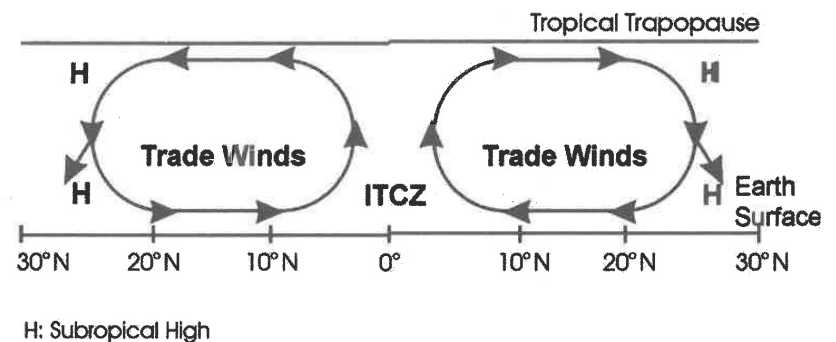 Tropical Trapopause
H H
Trade Winds Trade Winds
H ITCZ H Earth
Surface
30°N 20°N 10°N 0° 10°N 20°N 30°N
H: Subropical High